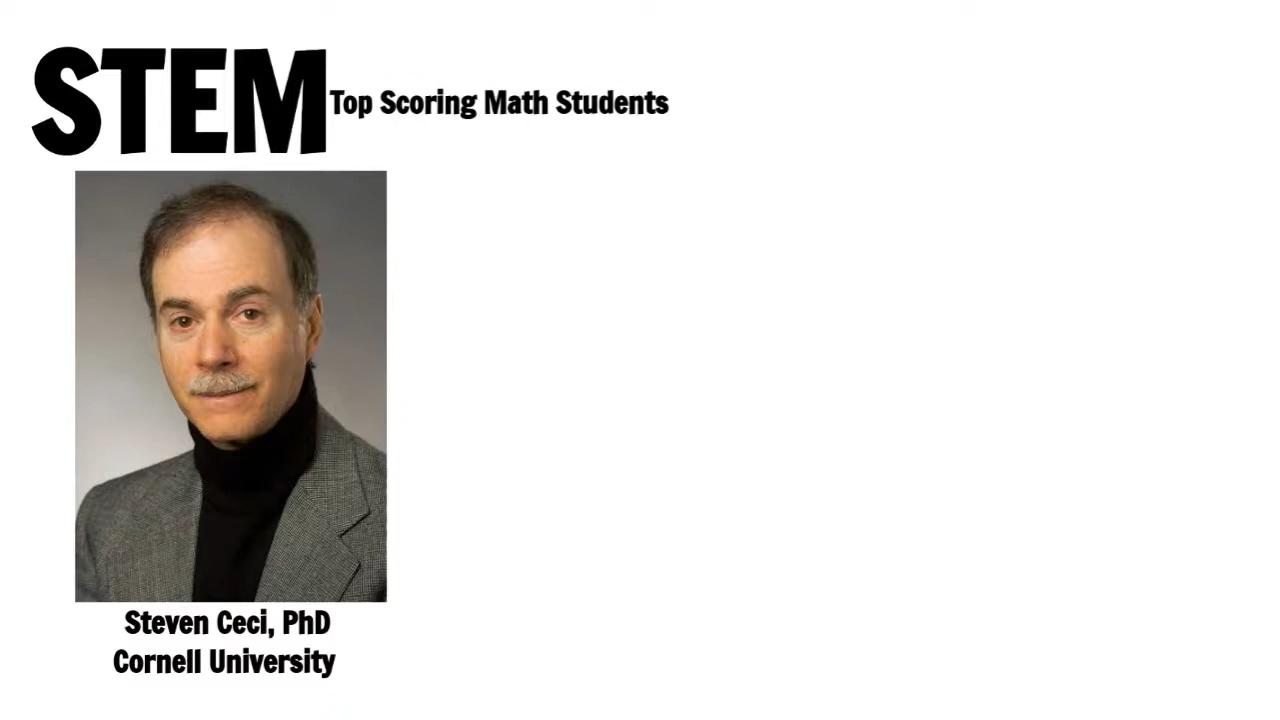 STEM Top Scoring Math Students
Steven Ceci, PhD
Cornell University